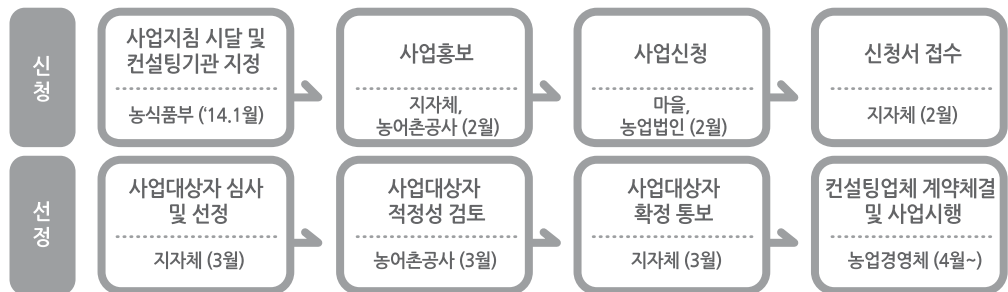 신청
사업지침 시달 및
컨설팅기관 지정
농식품부 (‘14.1월)
사업홍보
지자체,
농어촌공사 (2월)
사업신청
마을,
농업법인 (2월)
신청서 접수
지자체 (2월)
선정
사업대상자 심사
및 선정
지자체 (3월)
사업대상자
적정성 검토
농어촌공사 (3월)
사업대상자
확정 통보
지자체 (3월)
컨설팅업체 계약체결
및 사업시행
농업경영체 (4월~)